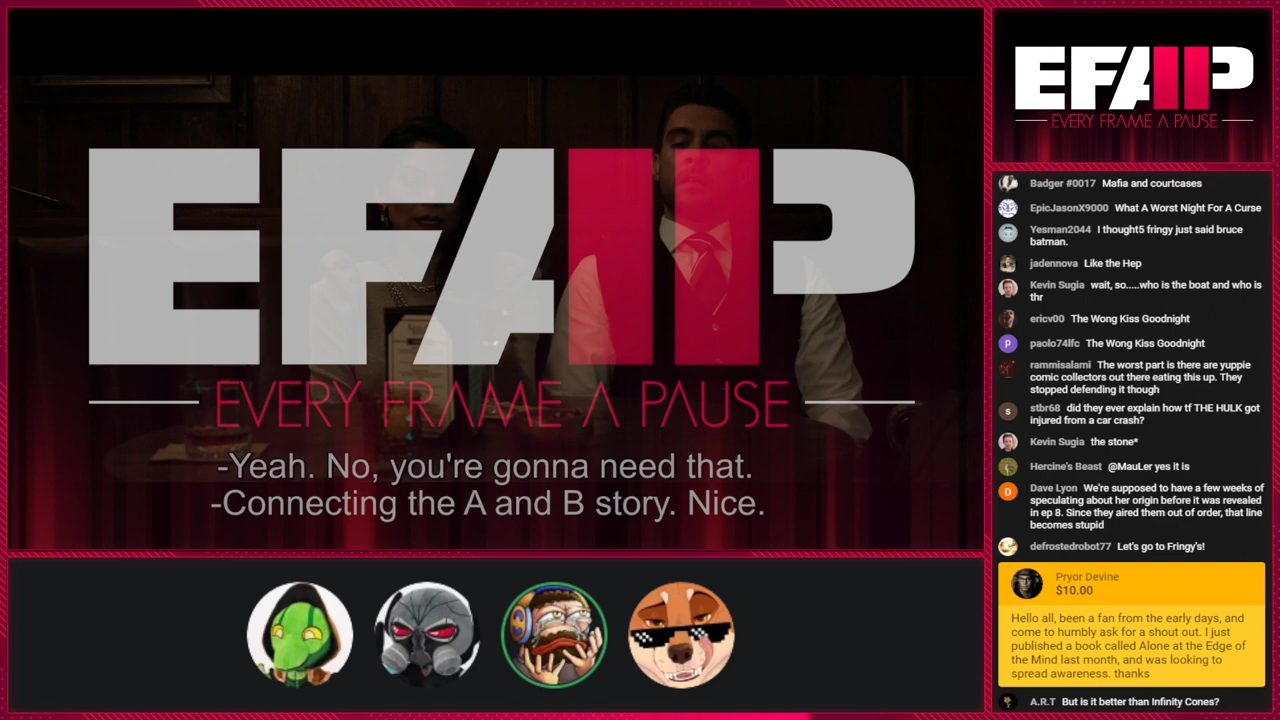 EFAP
EVERY FRAME A PAUSE
-Yeah. No, you're gonna need that.
-Connecting the A and B story. Nice.
EFAP
EVERY FRAME A PAUSE
Badger #0017 Mafia and courtcases
EpicJasonX9000 What A Worst Night For A Curse
Yesman2044 I thought5 fringy just said bruce
batman.
jadennova Like the Hep
Kevin Sugia wait, so.....who is the boat and who is
thr
ericv00 The Wong Kiss Goodnight
P
paolo74lfc The Wong Kiss Goodnight
rammisalami The worst part is there are yuppie
comic collectors out there eating this up. They
stopped defending it though
s
stbr68 did they ever explain how tf THE HULK got
injured from a car crash?
Kevin Sugia the stone*
Hercine's Beast @MauLer yes it is
D
Dave Lyon We're supposed to have a few weeks of
speculating about her origin before it was revealed
in ep 8. Since they aired them out of order, that line
becomes stupid
defrostedrobot77 Let's go to Fringy's!
Pryor Devine
$10.00
Hello all, been a fan from the early days, and
come to humbly ask for a shout out. I just
published a book called Alone at the Edge of
the Mind last month, and was looking to
spread awareness. thanks
A.R.T But is it better than Infinity Cones?